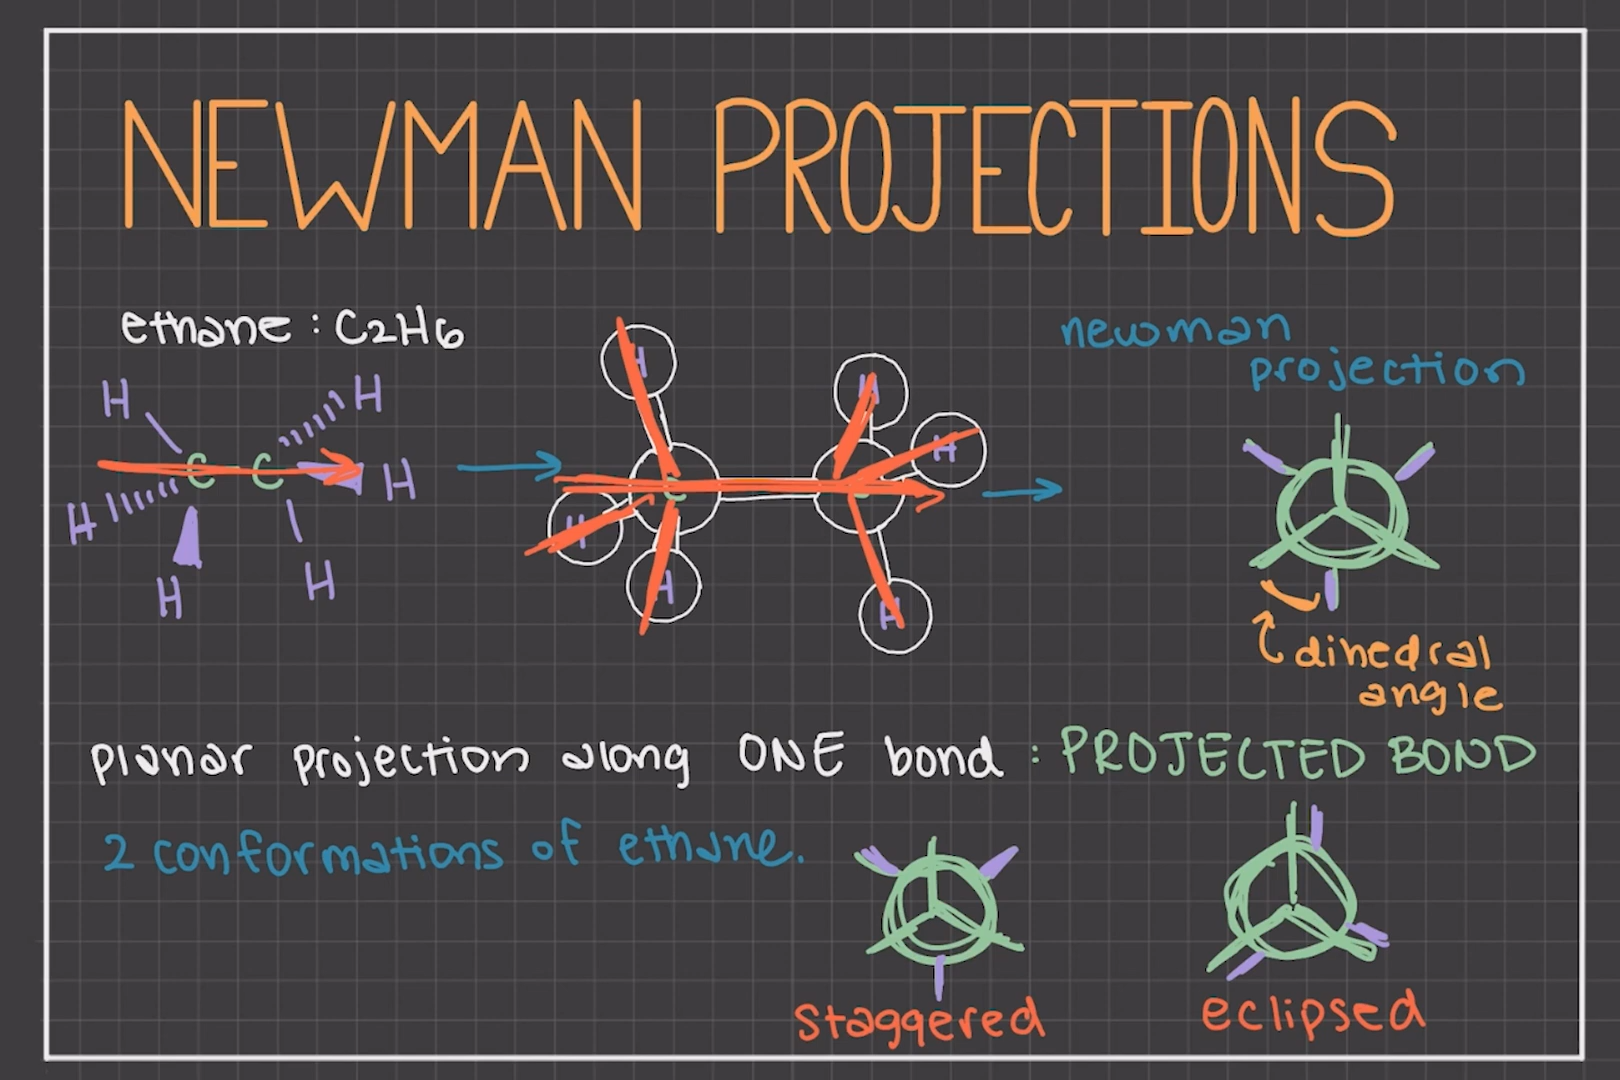 NEWMAN PROJECTIONS
ethane : C2H6
newman
projection
H
H
C C
H
H
H
H
H
H
H
C
C
H
H
H
dihedral
angle
planar projection along ONE bond : PROJECTED BOND
2 conformations of ethane.
staggered
eclipsed